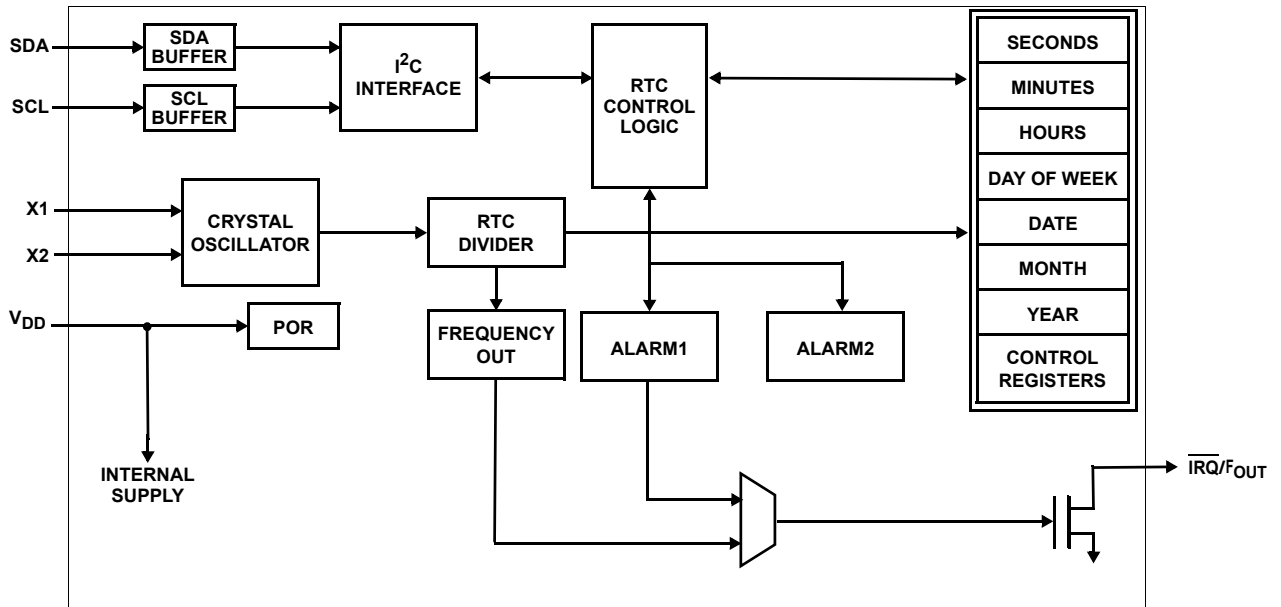 SDA
SDA
BUFFER
SCL
SCL
BUFFER
I²C
INTERFACE
RTC
CONTROL
LOGIC
SECONDS
MINUTES
HOURS
DAY OF WEEK
DATE
MONTH
YEAR
CONTROL
REGISTERS
X1
X2
CRYSTAL
OSCILLATOR
RTC
DIVIDER
VDD
POR
FREQUENCY
OUT
ALARM1
ALARM2
INTERNAL
SUPPLY
IRQ/FOUT